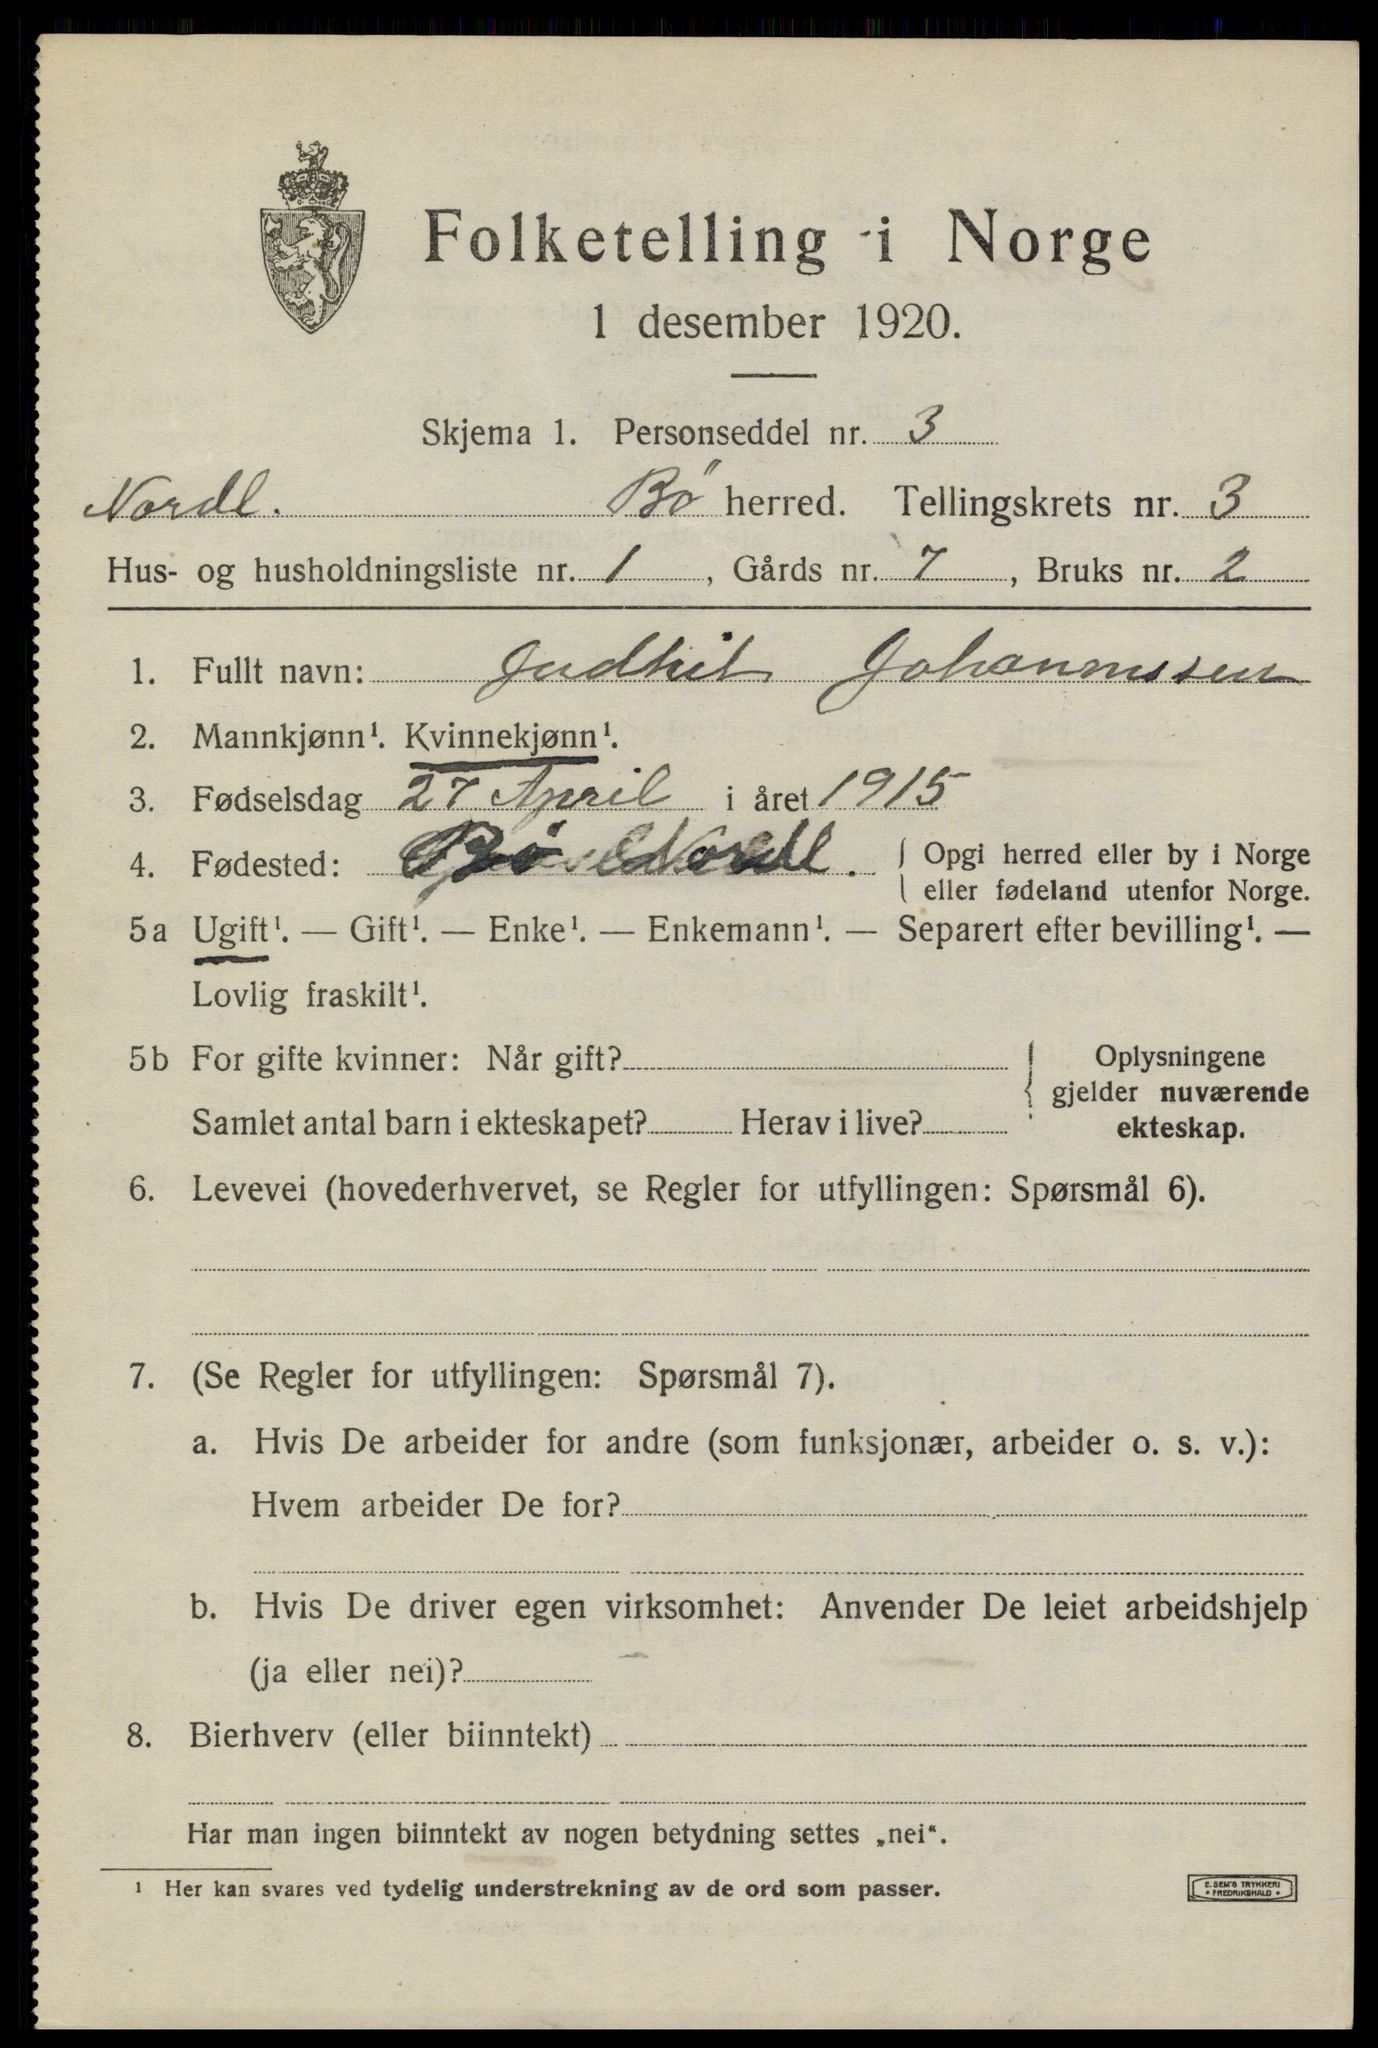 Folketelling i Norge
1 desember 1920.
Skjema 1. Personseddel nr. 3
Nordl. Bø herred. Tellingskrets nr. 3
Hus- og husholdningsliste nr. 1, Gårds nr. 7, Bruks nr. 2
1. Fullt navn: Judhit Johannessen
2. Mannkjønn¹. Kvinnekjønn¹.
3. Fødselsdag 27 April i året 1915
4. Fødested: Bø Nordl. { Opgi herred eller by i Norge
eller fødeland utenfor Norge.
5a Ugift¹. — Gift¹. — Enke¹. — Enkemann¹. — Separert efter bevilling¹. —
Lovlig fraskilt¹.
5b For gifte kvinner: Når gift? { Oplysningene
gjelder nuværende
Samlet antal barn i ekteskapet? Herav i live? ekteskap.
6. Levevei (hovederhvervet, se Regler for utfyllingen: Spørsmål 6).
7. (Se Regler for utfyllingen: Spørsmål 7).
a. Hvis De arbeider for andre (som funksjonær, arbeider o. s. v.):
Hvem arbeider De for?
b. Hvis De driver egen virksomhet: Anvender De leiet arbeidshjelp
(ja eller nei)?
8. Bierhverv (eller biinntekt)
Har man ingen biinntekt av nogen betydning settes „nei“.
¹ Her kan svares ved tydelig understrekning av de ord som passer.
E. SEM'S TRYKKERI
• FREDRIKSHALD •